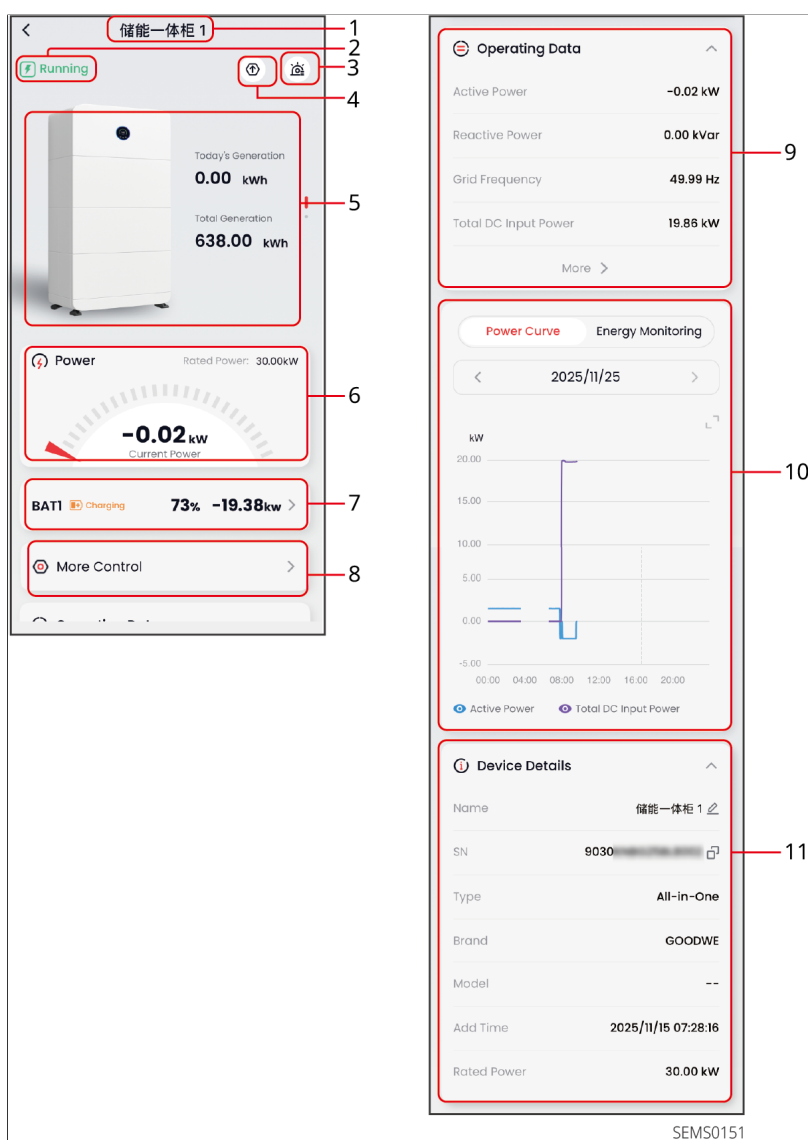 储能一体柜 1
1
2
Running
3
4
Today's Generation
0.00 kWh
5
Total Generation
638.00 kWh
Power
Rated Power: 30.00kW
6
-0.02 kW
Current Power
BAT1 Charging 73% -19.38kw
7
More Control
8
Operating Data
Active Power -0.02 kW
Reactive Power 0.00 kVar
9
Grid Frequency 49.99 Hz
Total DC Input Power 19.86 kW
More
Power Curve Energy Monitoring
2025/11/25
kW
20.00
10
15.00
10.00
5.00
0.00
-5.00
00:00 04:00 08:00 12:00 16:00 20:00
Active Power Total DC Input Power
Device Details
Name 储能一体柜 1
SN 9030
11
Type All-in-One
Brand GOODWE
Model --
Add Time 2025/11/15 07:28:16
Rated Power 30.00 kW
SEMS0151